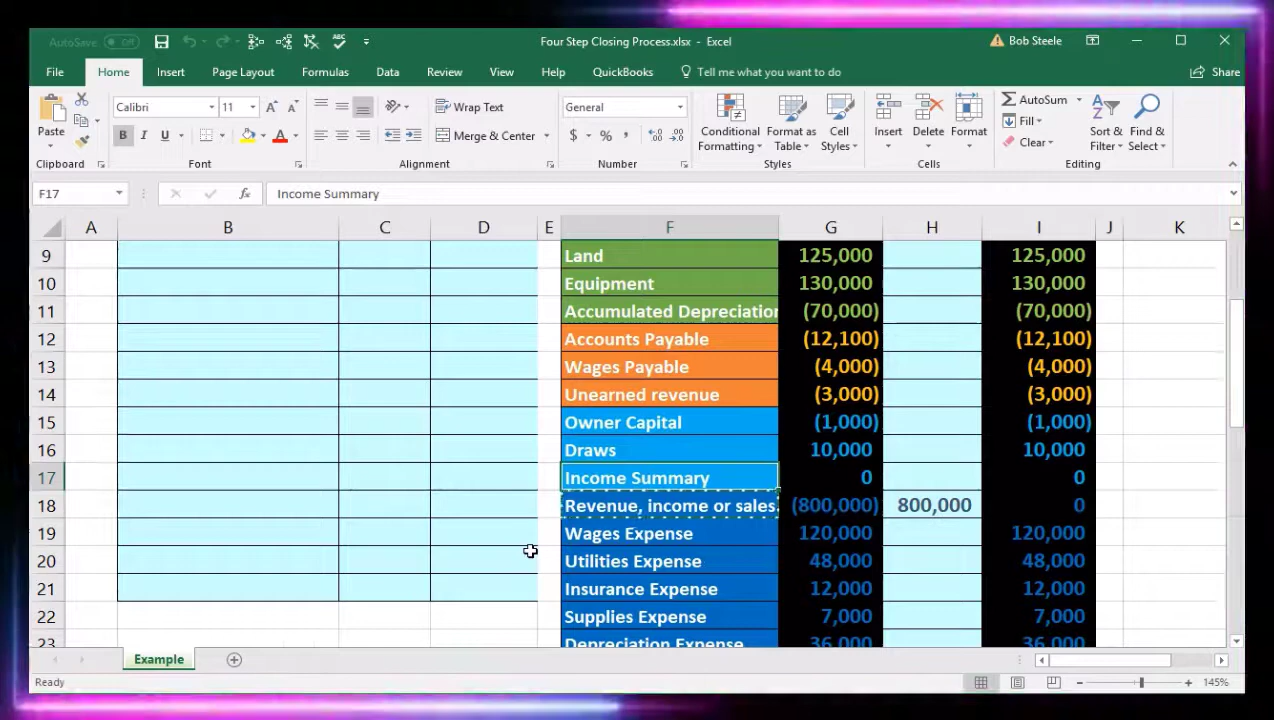 AutoSave Off Four Step Closing Process.xlsx - Excel Bob Steele
File Home Insert Page Layout Formulas Data Review View Help QuickBooks Tell me what you want to do Share
Paste Calibri 11 A A Wrap Text General AutoSum
B I U A Merge & Center $ % , Conditional Formatting Format as Table Cell Styles Insert Delete Format Fill Clear Sort & Filter Find & Select
Clipboard Font Alignment Number Styles Cells Editing
F17 fx Income Summary
A B C D E F G H I J K
9 Land 125,000 125,000
10 Equipment 130,000 130,000
11 Accumulated Depreciation (70,000) (70,000)
12 Accounts Payable (12,100) (12,100)
13 Wages Payable (4,000) (4,000)
14 Unearned revenue (3,000) (3,000)
15 Owner Capital (1,000) (1,000)
16 Draws 10,000 10,000
17 Income Summary 0 0
18 Revenue, income or sales. (800,000) 800,000 0
19 Wages Expense 120,000 120,000
20 Utilities Expense 48,000 48,000
21 Insurance Expense 12,000 12,000
22 Supplies Expense 7,000 7,000
23 Depreciation Expense 36,000 36,000
Example
Ready 145%